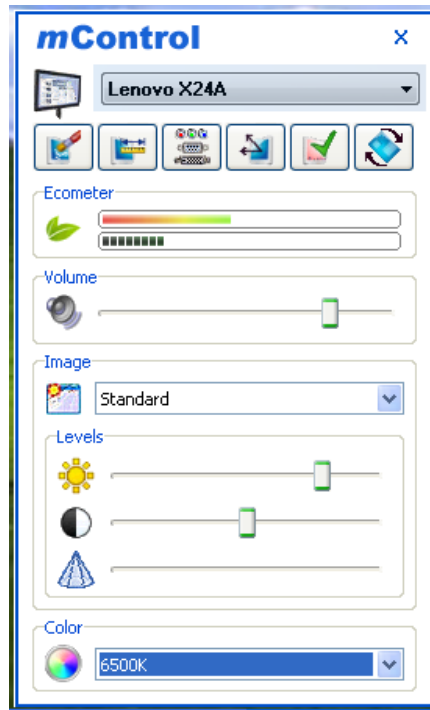 mControl
Lenovo X24A
Ecometer
Volume
Image
Standard
Levels
Color
6500K